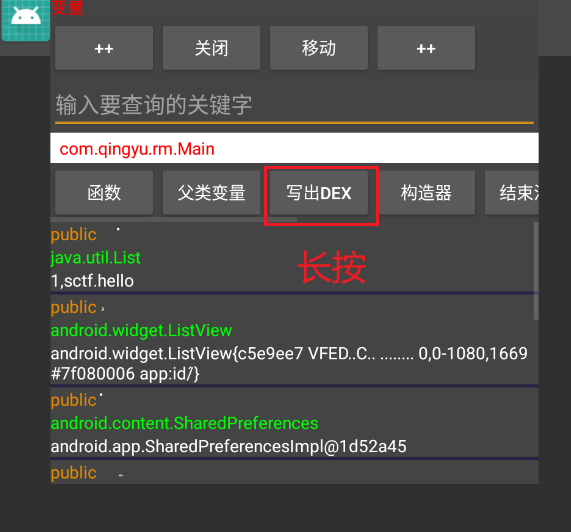 变量
++ 关闭 移动 ++
输入要查询的关键字
com.qingyu.rm.Main
函数 父类变量 写出DEX 构造器 结束
public
java.util.List
1,sctf.hello
长按
public
android.widget.ListView
android.widget.ListView{c5e9ee7 VFED..C.. ........ 0,0-1080,1669
#7f080006 app:id/}
public
android.content.SharedPreferences
android.app.SharedPreferencesImpl@1d52a45
public